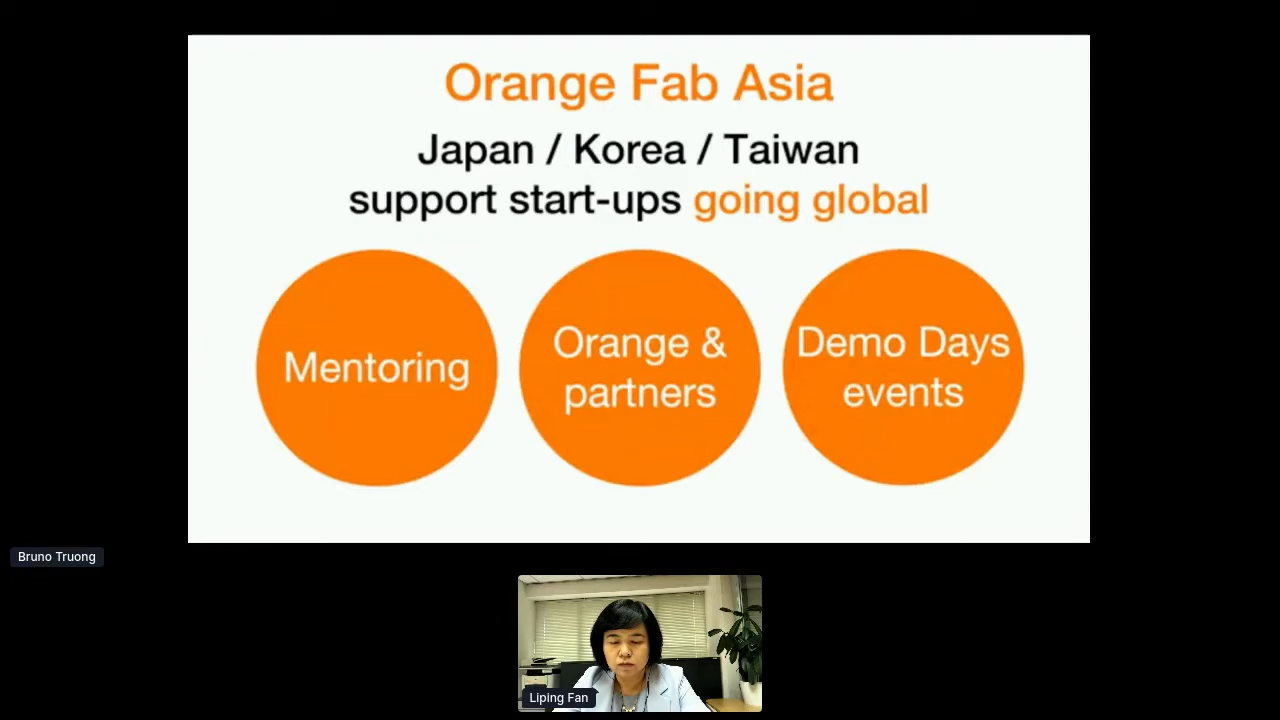 Orange Fab Asia
Japan / Korea / Taiwan
support start-ups going global
Mentoring
Orange &
partners
Demo Days
events
Bruno Truong
Liping Fan